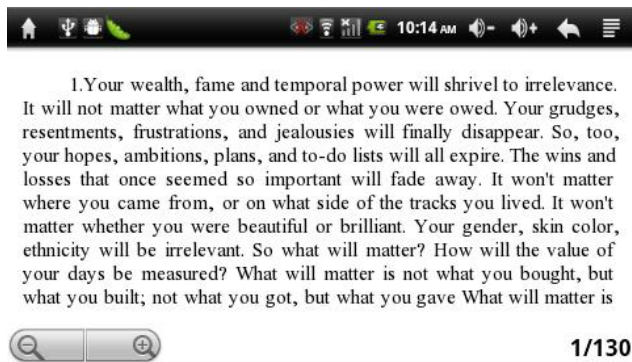 10:14 AM
1.Your wealth, fame and temporal power will shrivel to irrelevance.
It will not matter what you owned or what you were owed. Your grudges,
resentments, frustrations, and jealousies will finally disappear. So, too,
your hopes, ambitions, plans, and to-do lists will all expire. The wins and
losses that once seemed so important will fade away. It won't matter
where you came from, or on what side of the tracks you lived. It won't
matter whether you were beautiful or brilliant. Your gender, skin color,
ethnicity will be irrelevant. So what will matter? How will the value of
your days be measured? What will matter is not what you bought, but
what you built; not what you got, but what you gave What will matter is
1/130